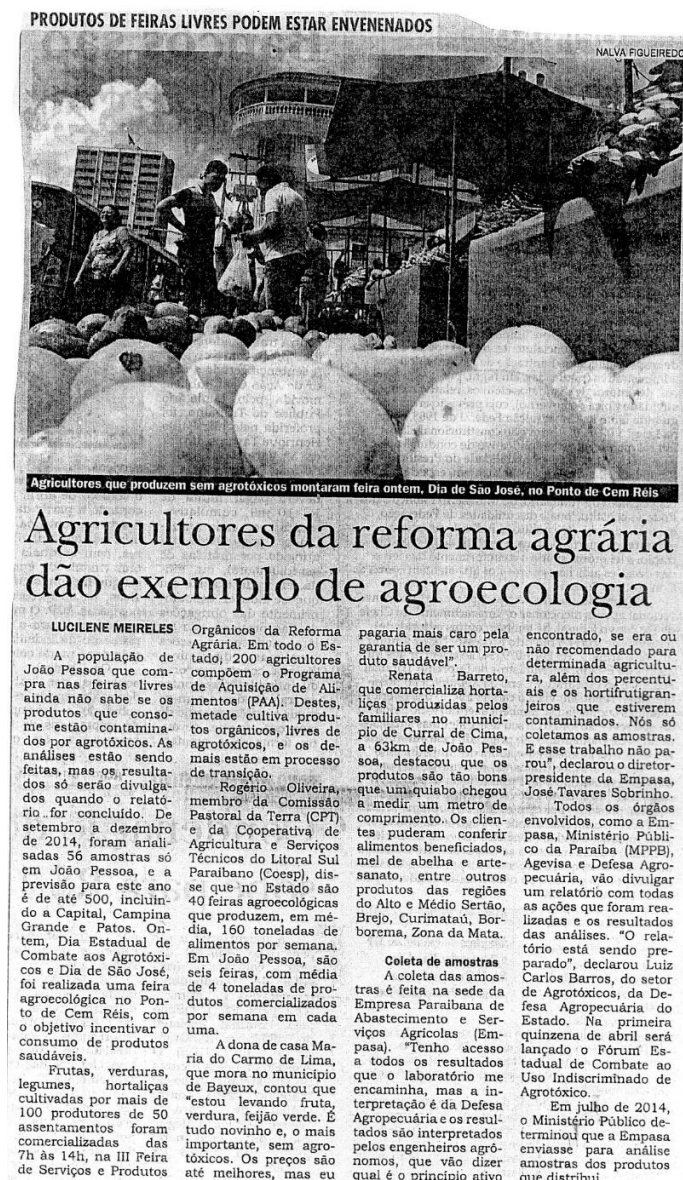 PRODUTOS DE FEIRAS LIVRES PODEM ESTAR ENVENENADOS
NALVA FIGUEIREDO
Agricultores que produzem sem agrotóxicos montaram feira ontem, Dia de São José, no Ponto de Cem Réis
Agricultores da reforma agrária
dão exemplo de agroecologia
LUCILENE MEIRELES
A população de
João Pessoa que com-
pra nas feiras livres
ainda não sabe se os
produtos que conso-
me estão contamina-
dos por agrotóxicos. As
análises estão sendo
feitas, mas os resulta-
dos só serão divulga-
dos quando o relató-
rio for concluído. De
setembro a dezembro
de 2014, foram anali-
sadas 56 amostras só
em João Pessoa, e a
previsão para este ano
é de até 500, incluin-
do a Capital, Campina
Grande e Patos. On-
tem, Dia Estadual de
Combate aos Agrotóxi-
cos e Dia de São José,
foi realizada uma feira
agroecológica no Pon-
to de Cem Réis, com
o objetivo incentivar o
consumo de produtos
saudáveis.
Frutas, verduras,
legumes, hortaliças
cultivadas por mais de
100 produtores de 50
assentamentos foram
comercializadas das
7h às 14h, na III Feira
de Serviços e Produtos
Orgânicos da Reforma
Agrária. Em todo o Es-
tado, 200 agricultores
compõem o Programa
de Aquisição de Ali-
mentos (PAA). Destes,
metade cultiva produ-
tos orgânicos, livres de
agrotóxicos, e os de-
mais estão em processo
de transição.
Rogério Oliveira,
membro da Comissão
Pastoral da Terra (CPT)
e da Cooperativa de
Agricultura e Serviços
Técnicos do Litoral Sul
Paraibano (Coesp), dis-
se que no Estado são
40 feiras agroecológicas
que produzem, em mé-
dia, 160 toneladas de
alimentos por semana.
Em João Pessoa, são
seis feiras, com média
de 4 toneladas de pro-
dutos comercializados
por semana em cada
uma.
A dona de casa Ma-
ria do Carmo de Lima,
que mora no município
de Bayeux, contou que
"estou levando fruta,
verdura, feijão verde. É
tudo novinho e, o mais
importante, sem agro-
tóxicos. Os preços são
até melhores, mas eu
pagaria mais caro pela
garantia de ser um pro-
duto saudável".
Renata Barreto,
que comercializa horta-
liças produzidas pelos
familiares no municí-
pio de Curral de Cima,
a 63km de João Pes-
soa, destacou que os
produtos são tão bons
que um quiabo chegou
a medir um metro de
comprimento. Os clien-
tes puderam conferir
alimentos beneficiados,
mel de abelha e arte-
sanato, entre outros
produtos das regiões
do Alto e Médio Sertão,
Brejo, Curimataú, Bor-
borema, Zona da Mata.
Coleta de amostras
A coleta das amos-
tras é feita na sede da
Empresa Paraibana de
Abastecimento e Ser-
viços Agrícolas (Em-
pasa). "Tenho acesso
a todos os resultados
que o laboratório me
encaminha, mas a in-
terpretação é da Defesa
Agropecuária e os resul-
tados são interpretados
pelos engenheiros agrô-
nomos, que vão dizer
qual é o princípio ativo
encontrado, se era ou
não recomendado para
determinada agricultu-
ra, além dos percentu-
ais e os hortifrutigran-
jeiros que estiverem
contaminados. Nós só
coletamos as amostras.
E esse trabalho não pa-
rou", declarou o diretor-
presidente da Empasa,
José Tavares Sobrinho.
Todos os órgãos
envolvidos, como a Em-
pasa, Ministério Públi-
co da Paraíba (MPPB),
Agevisa e Defesa Agro-
pecuária, vão divulgar
um relatório com todas
as ações que foram rea-
lizadas e os resultados
das análises. "O rela-
tório está sendo pre-
parado", declarou Luiz
Carlos Barros, do setor
de Agrotóxicos, da De-
fesa Agropecuária do
Estado. Na primeira
quinzena de abril será
lançado o Fórum Es-
tadual de Combate ao
Uso Indiscriminado de
Agrotóxico.
Em julho de 2014,
o Ministério Público de-
terminou que a Empasa
enviasse para análise
amostras dos produtos
que distribui.